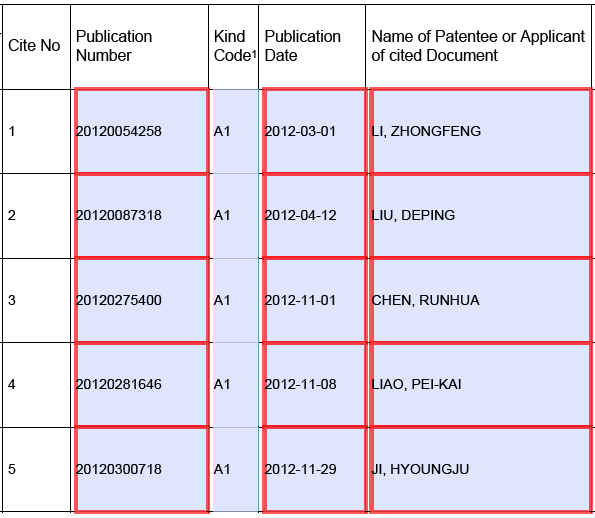 Cite No Publication Number Kind Code¹ Publication Date Name of Patentee or Applicant of cited Document
1 20120054258 A1 2012-03-01 LI, ZHONGFENG
2 20120087318 A1 2012-04-12 LIU, DEPING
3 20120275400 A1 2012-11-01 CHEN, RUNHUA
4 20120281646 A1 2012-11-08 LIAO, PEI-KAI
5 20120300718 A1 2012-11-29 JI, HYOUNGJU